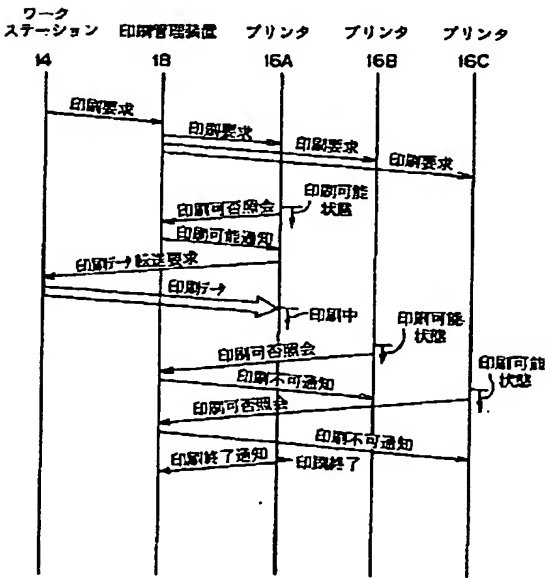 ワーク
ステーション 印刷管理装置 プリンタ プリンタ プリンタ
14 18 16A 16B 16C
印刷要求
印刷要求
印刷要求
印刷要求
印刷可能
状態
印刷可否照会
印刷可能通知
印刷データ転送要求
印刷データ
印刷中
印刷可能
状態
印刷可否照会
印刷可能
状態
印刷不可通知
印刷可否照会
印刷不可通知
印刷終了通知 印刷終了